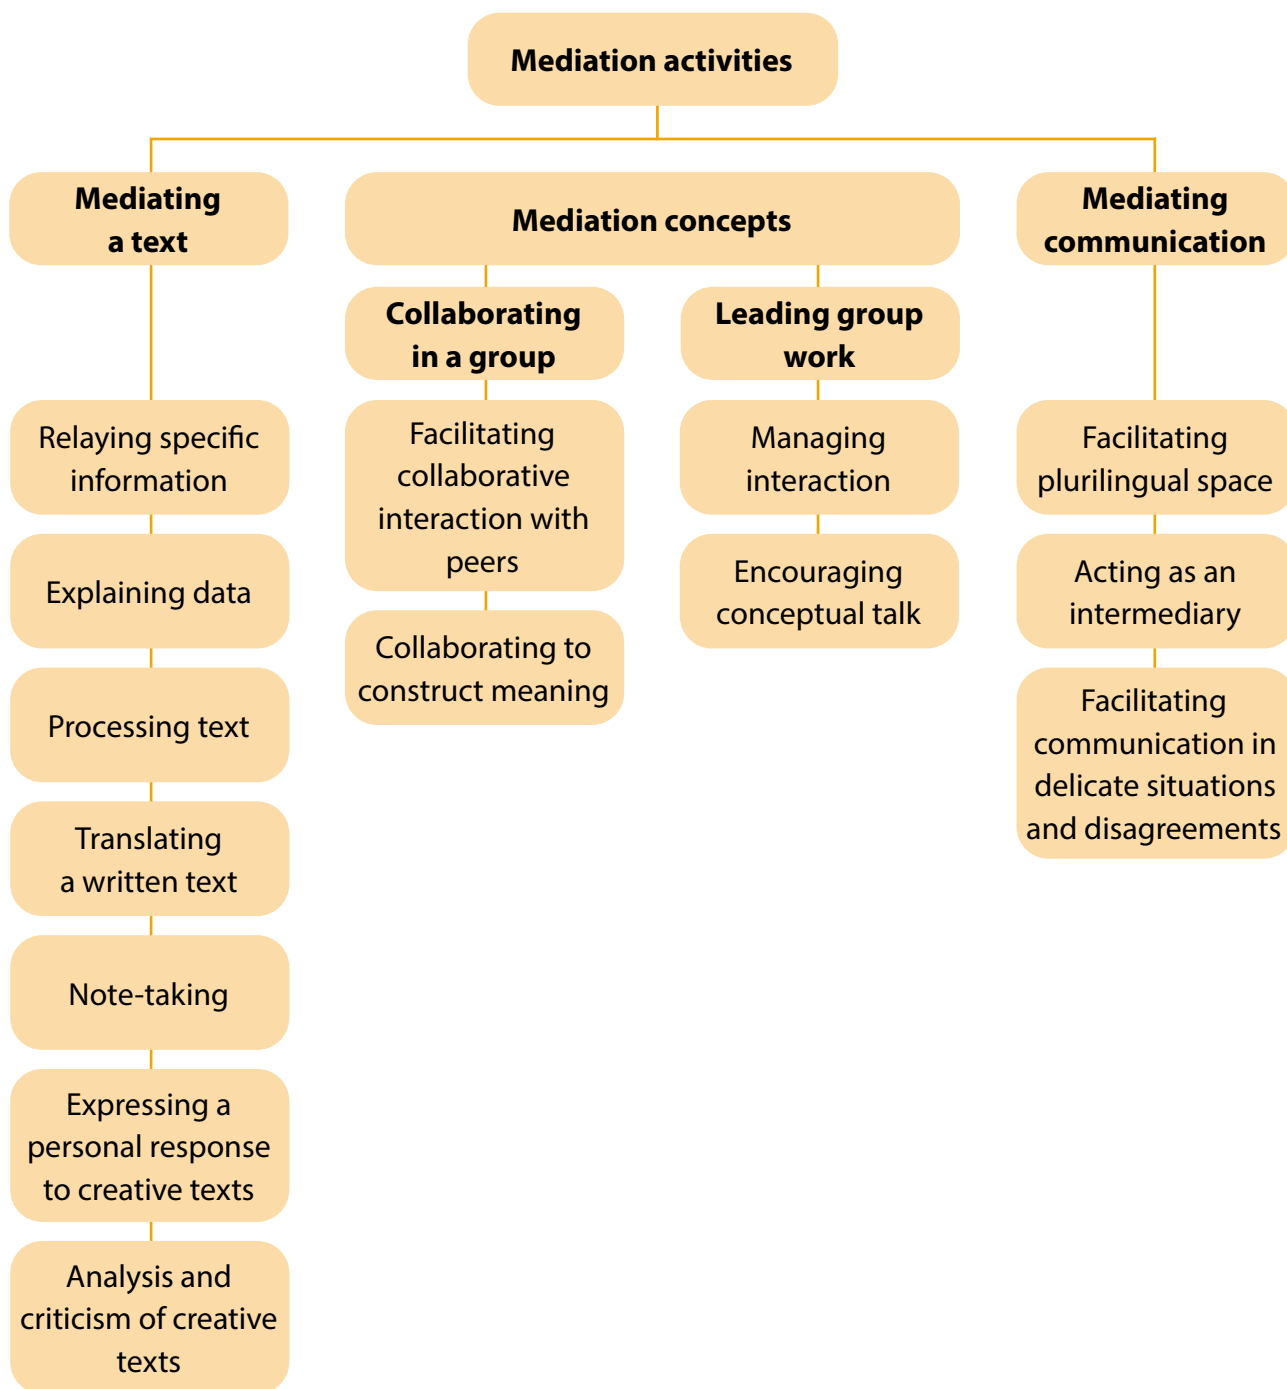 Mediation activities
Mediating
a text
Relaying specific
information
Explaining data
Processing text
Translating
a written text
Note-taking
Expressing a
personal response
to creative texts
Analysis and
criticism of creative
texts
Mediation concepts
Collaborating
in a group
Facilitating
collaborative
interaction with
peers
Collaborating to
construct meaning
Leading group
work
Managing
interaction
Encouraging
conceptual talk
Mediating
communication
Facilitating
plurilingual space
Acting as an
intermediary
Facilitating
communication in
delicate situations
and disagreements